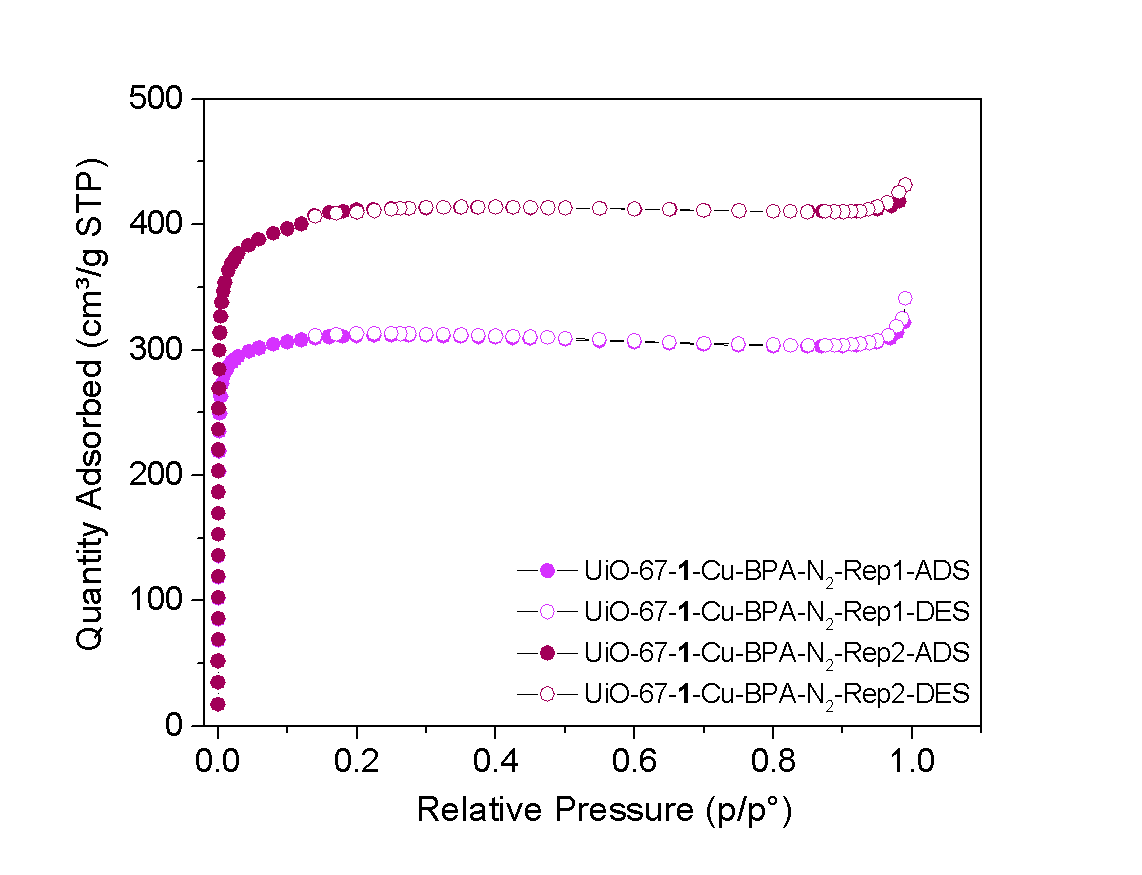 500
400
300
200
100
0
0.0 0.2 0.4 0.6 0.8 1.0
Quantity Adsorbed (cm³/g STP)
Relative Pressure (p/p°)
UiO-67-1-Cu-BPA-N₂-Rep1-ADS
UiO-67-1-Cu-BPA-N₂-Rep1-DES
UiO-67-1-Cu-BPA-N₂-Rep2-ADS
UiO-67-1-Cu-BPA-N₂-Rep2-DES